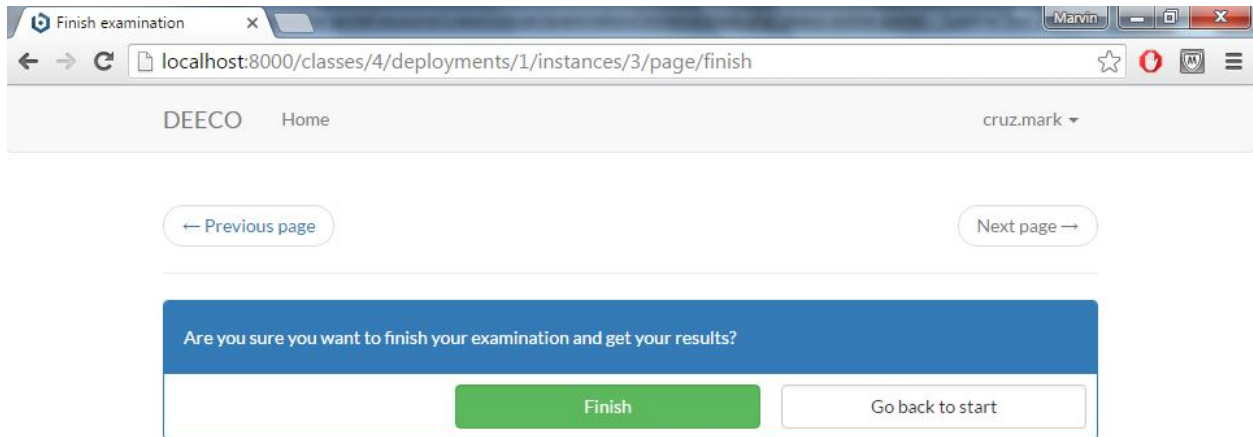 Finish examination
Marvin
localhost:8000/classes/4/deployments/1/instances/3/page/finish
DEECO Home cruz.mark
← Previous page Next page →
Are you sure you want to finish your examination and get your results?
Finish Go back to start